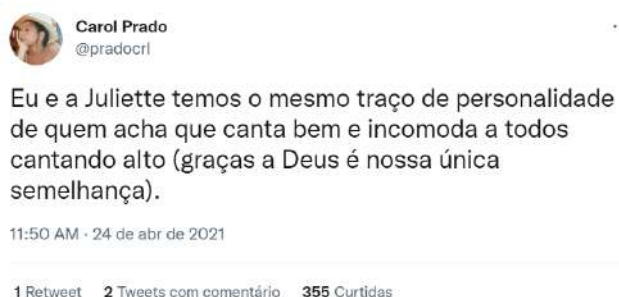 Carol Prado
@pradocrl
Eu e a Juliette temos o mesmo traço de personalidade
de quem acha que canta bem e incomoda a todos
cantando alto (graças a Deus é nossa única
semelhança).
11:50 AM · 24 de abr de 2021
1 Retweet 2 Tweets com comentário 355 Curtidas